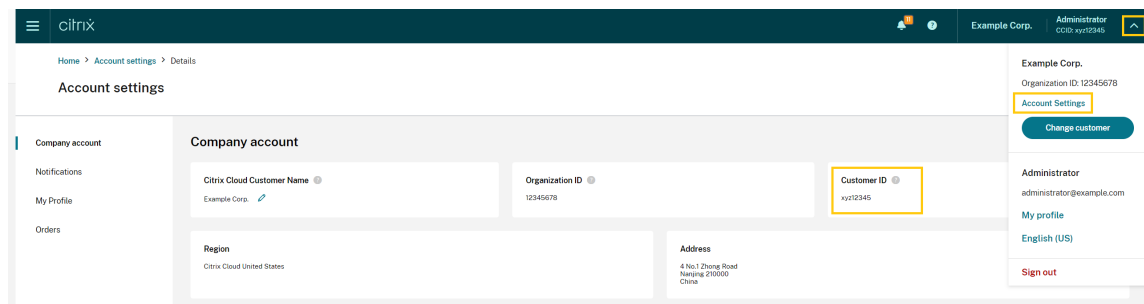 citrix
11
?
Example Corp.
Administrator
CCID: xyz12345
Home > Account settings > Details
Account settings
Example Corp.
Organization ID: 12345678
Account Settings
Change customer
Administrator
administrator@example.com
My profile
English (US)
Sign out
Company account
Notifications
My Profile
Orders
Company account
Citrix Cloud Customer Name ?
Example Corp.
Organization ID ?
12345678
Customer ID ?
xyz12345
Region
Citrix Cloud United States
Address
4 No.1 Zhong Road
Nanjing 210000
China